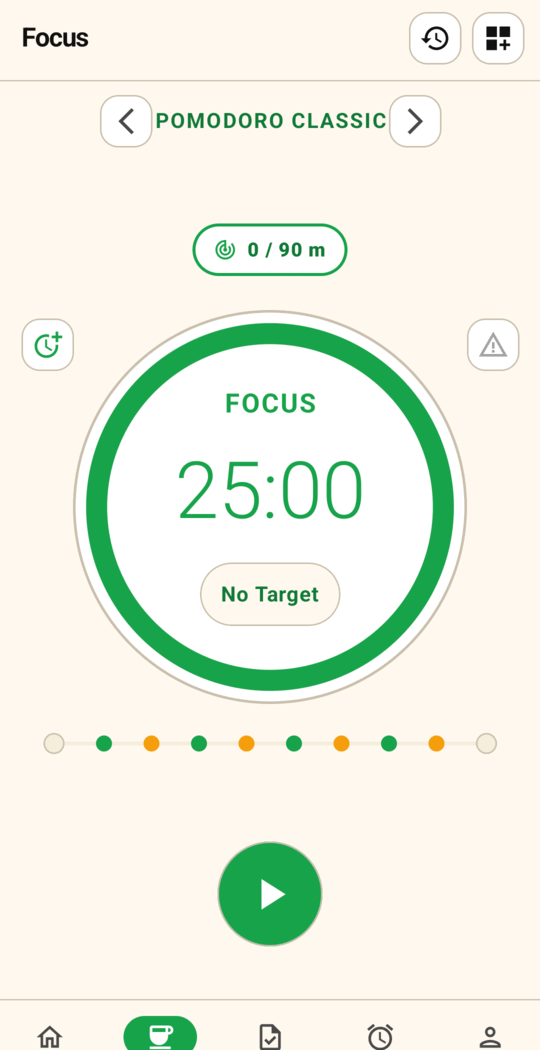 Focus
POMODORO CLASSIC
0 / 90 m
FOCUS
25:00
No Target